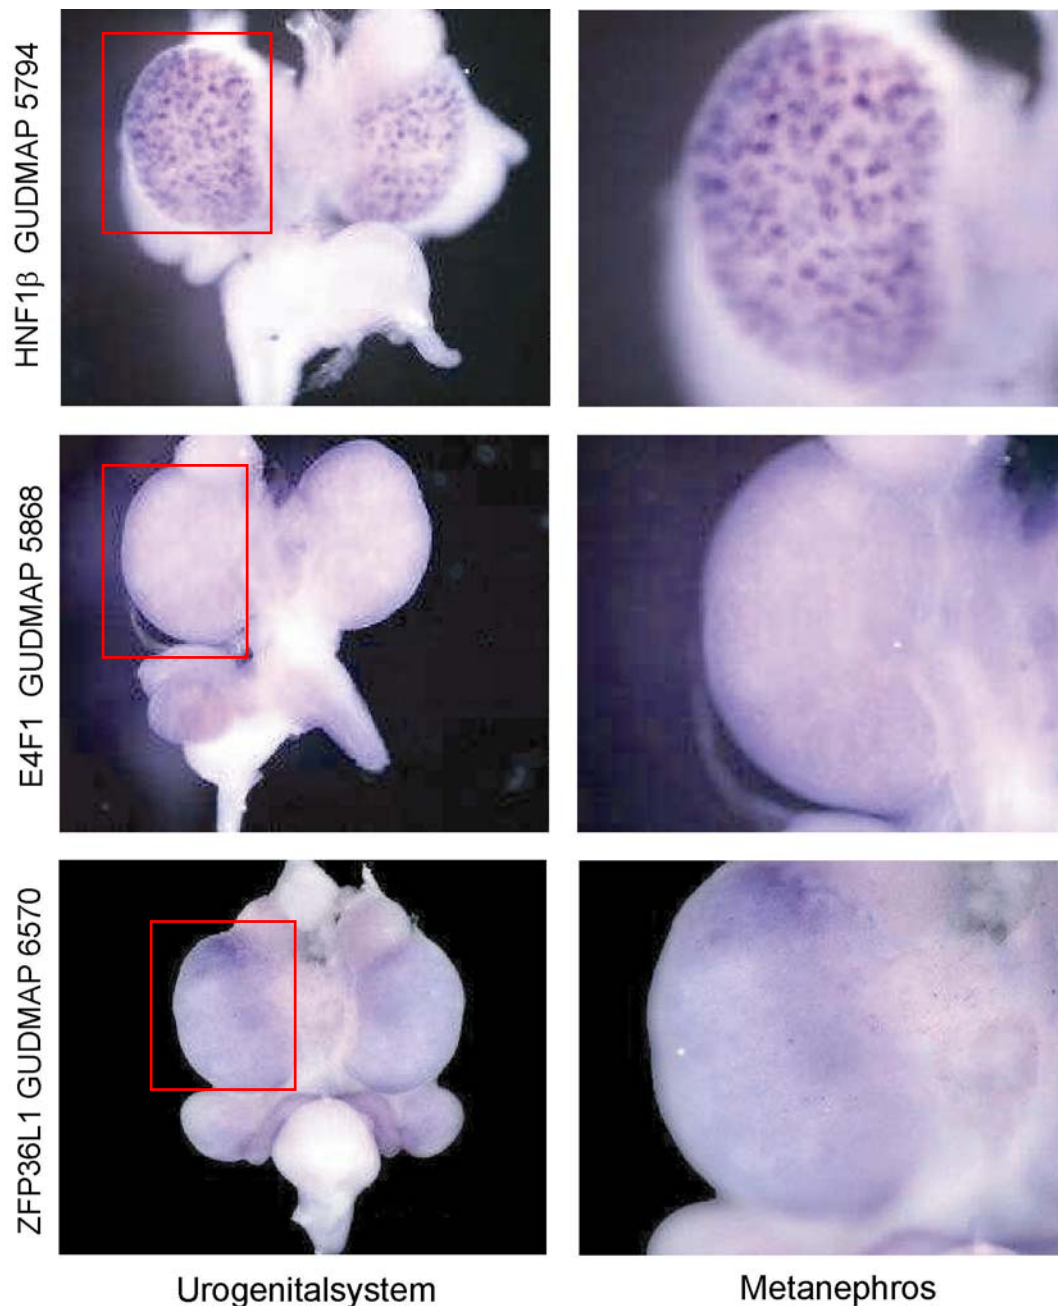 HNF1β GUDMAP 5794
E4F1 GUDMAP 5868
ZFP36L1 GUDMAP 6570
Urogenitalsystem
Metanephros